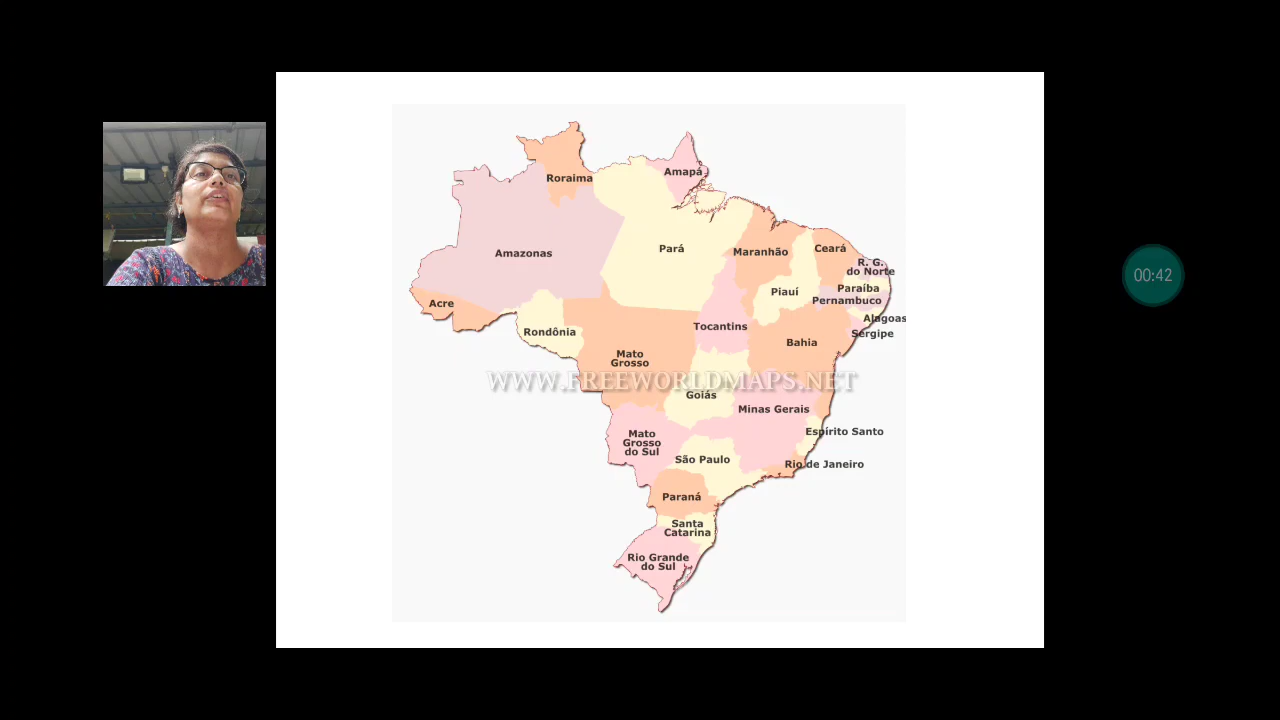 Roraima
Amapá
Amazonas
Pará
Maranhão
Ceará
R. G.
do Norte
Acre
Piauí
Paraíba
Pernambuco
Rondônia
Tocantins
Alagoas
Sergipe
Bahia
Mato
Grosso
WWW.FREEWORLDMAPS.NET
Goiás
Minas Gerais
Mato
Grosso
do Sul
Espírito Santo
São Paulo
Rio de Janeiro
Paraná
Santa
Catarina
Rio Grande
do Sul
00:42